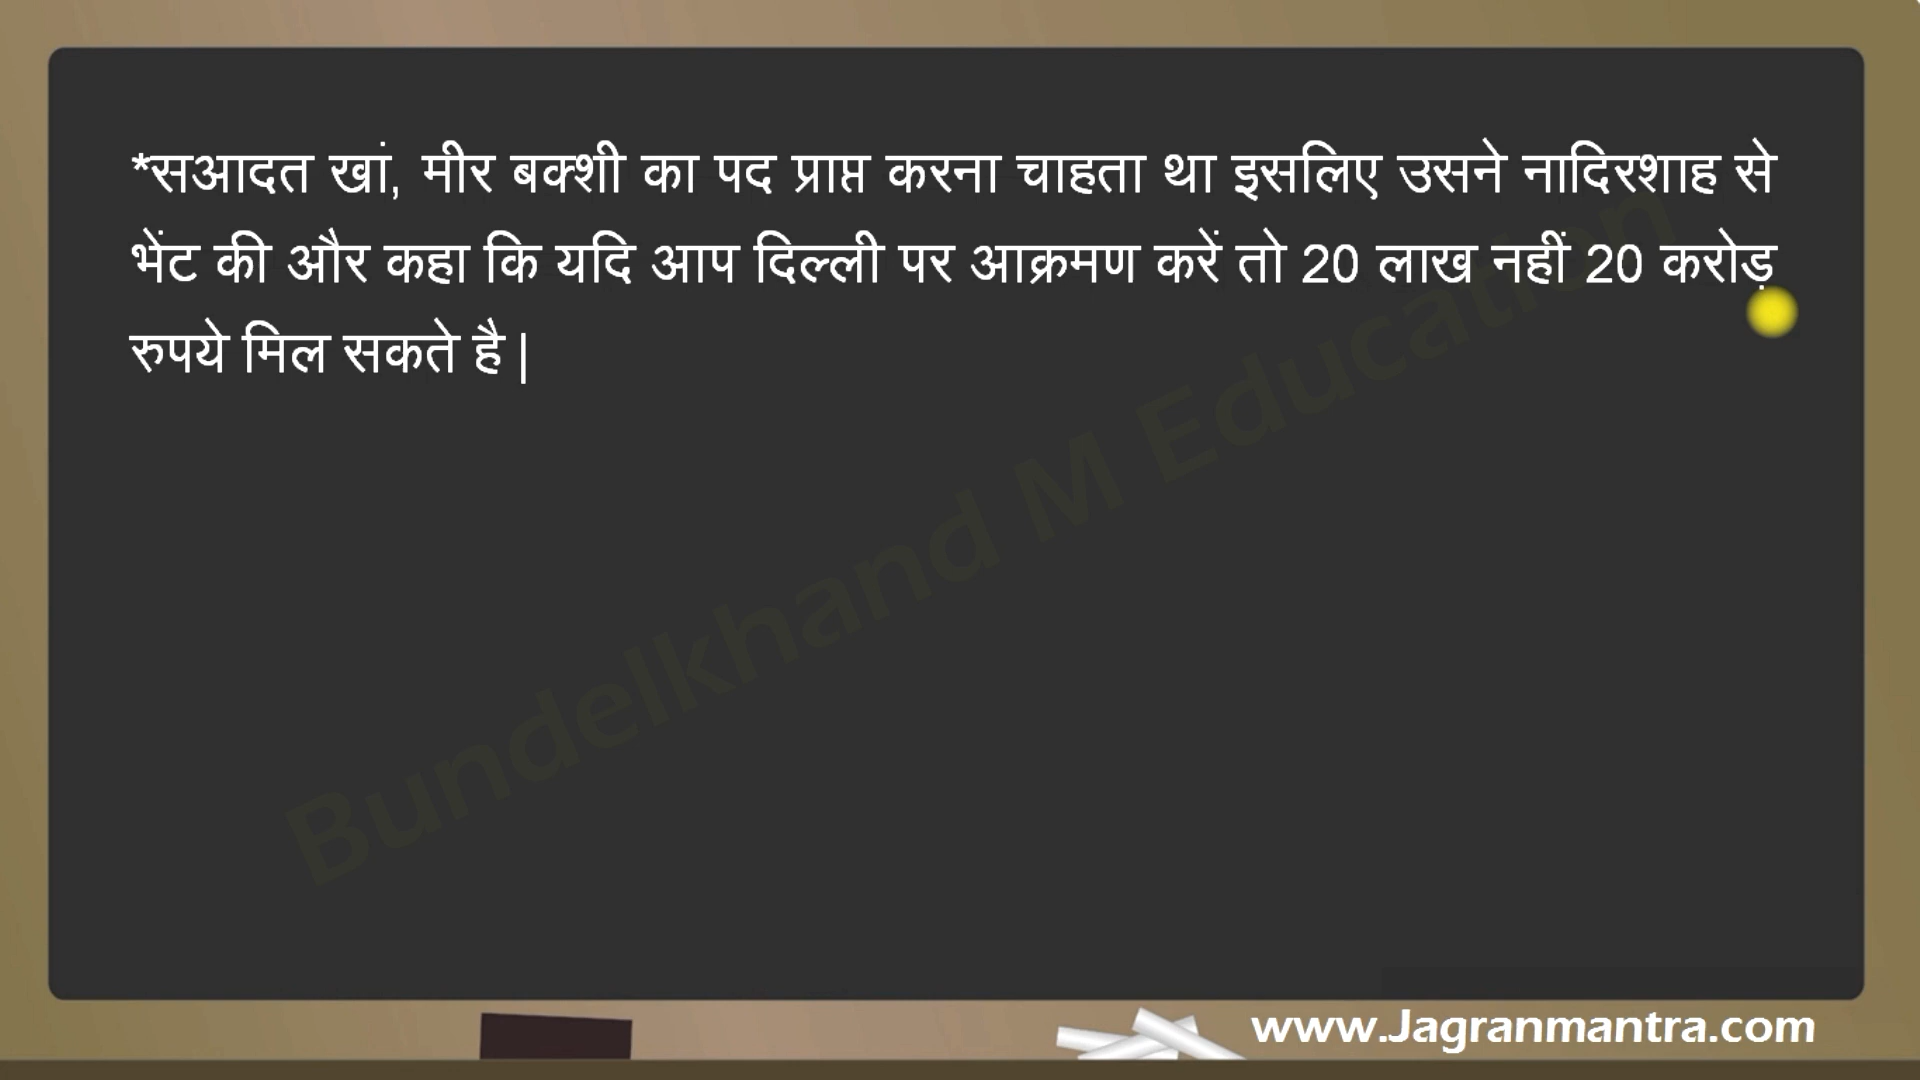 *सआदत खां, मीर बक्शी का पद प्राप्त करना चाहता था इसलिए उसने नादिरशाह से
भेंट की और कहा कि यदि आप दिल्ली पर आक्रमण करें तो 20 लाख नहीं 20 करोड़
रुपये मिल सकते है|
Bundelkhand M Education
www.Jagranmantra.com